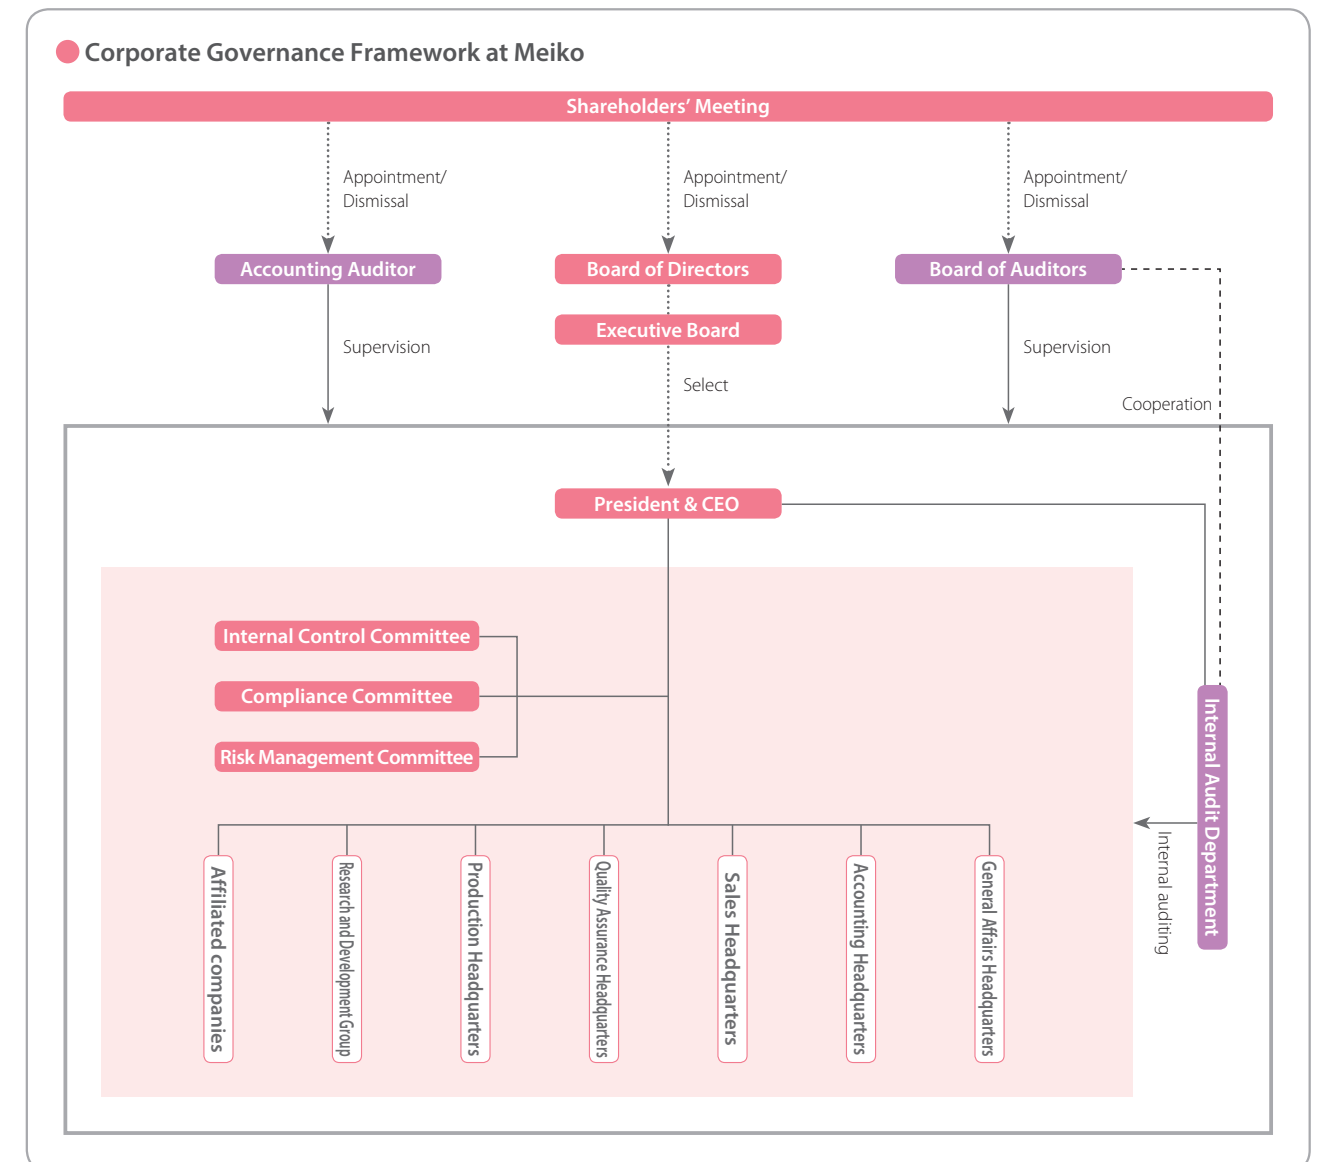 Corporate Governance Framework at Meiko
Shareholders’ Meeting
Appointment/
Dismissal
Appointment/
Dismissal
Appointment/
Dismissal
Accounting Auditor
Board of Directors
Board of Auditors
Executive Board
Supervision
Supervision
Select
Cooperation
President & CEO
Internal Control Committee
Compliance Committee
Risk Management Committee
Internal Audit Department
Internal auditing
Affiliated companies
Research and Development Group
Production Headquarters
Quality Assurance Headquarters
Sales Headquarters
Accounting Headquarters
General Affairs Headquarters